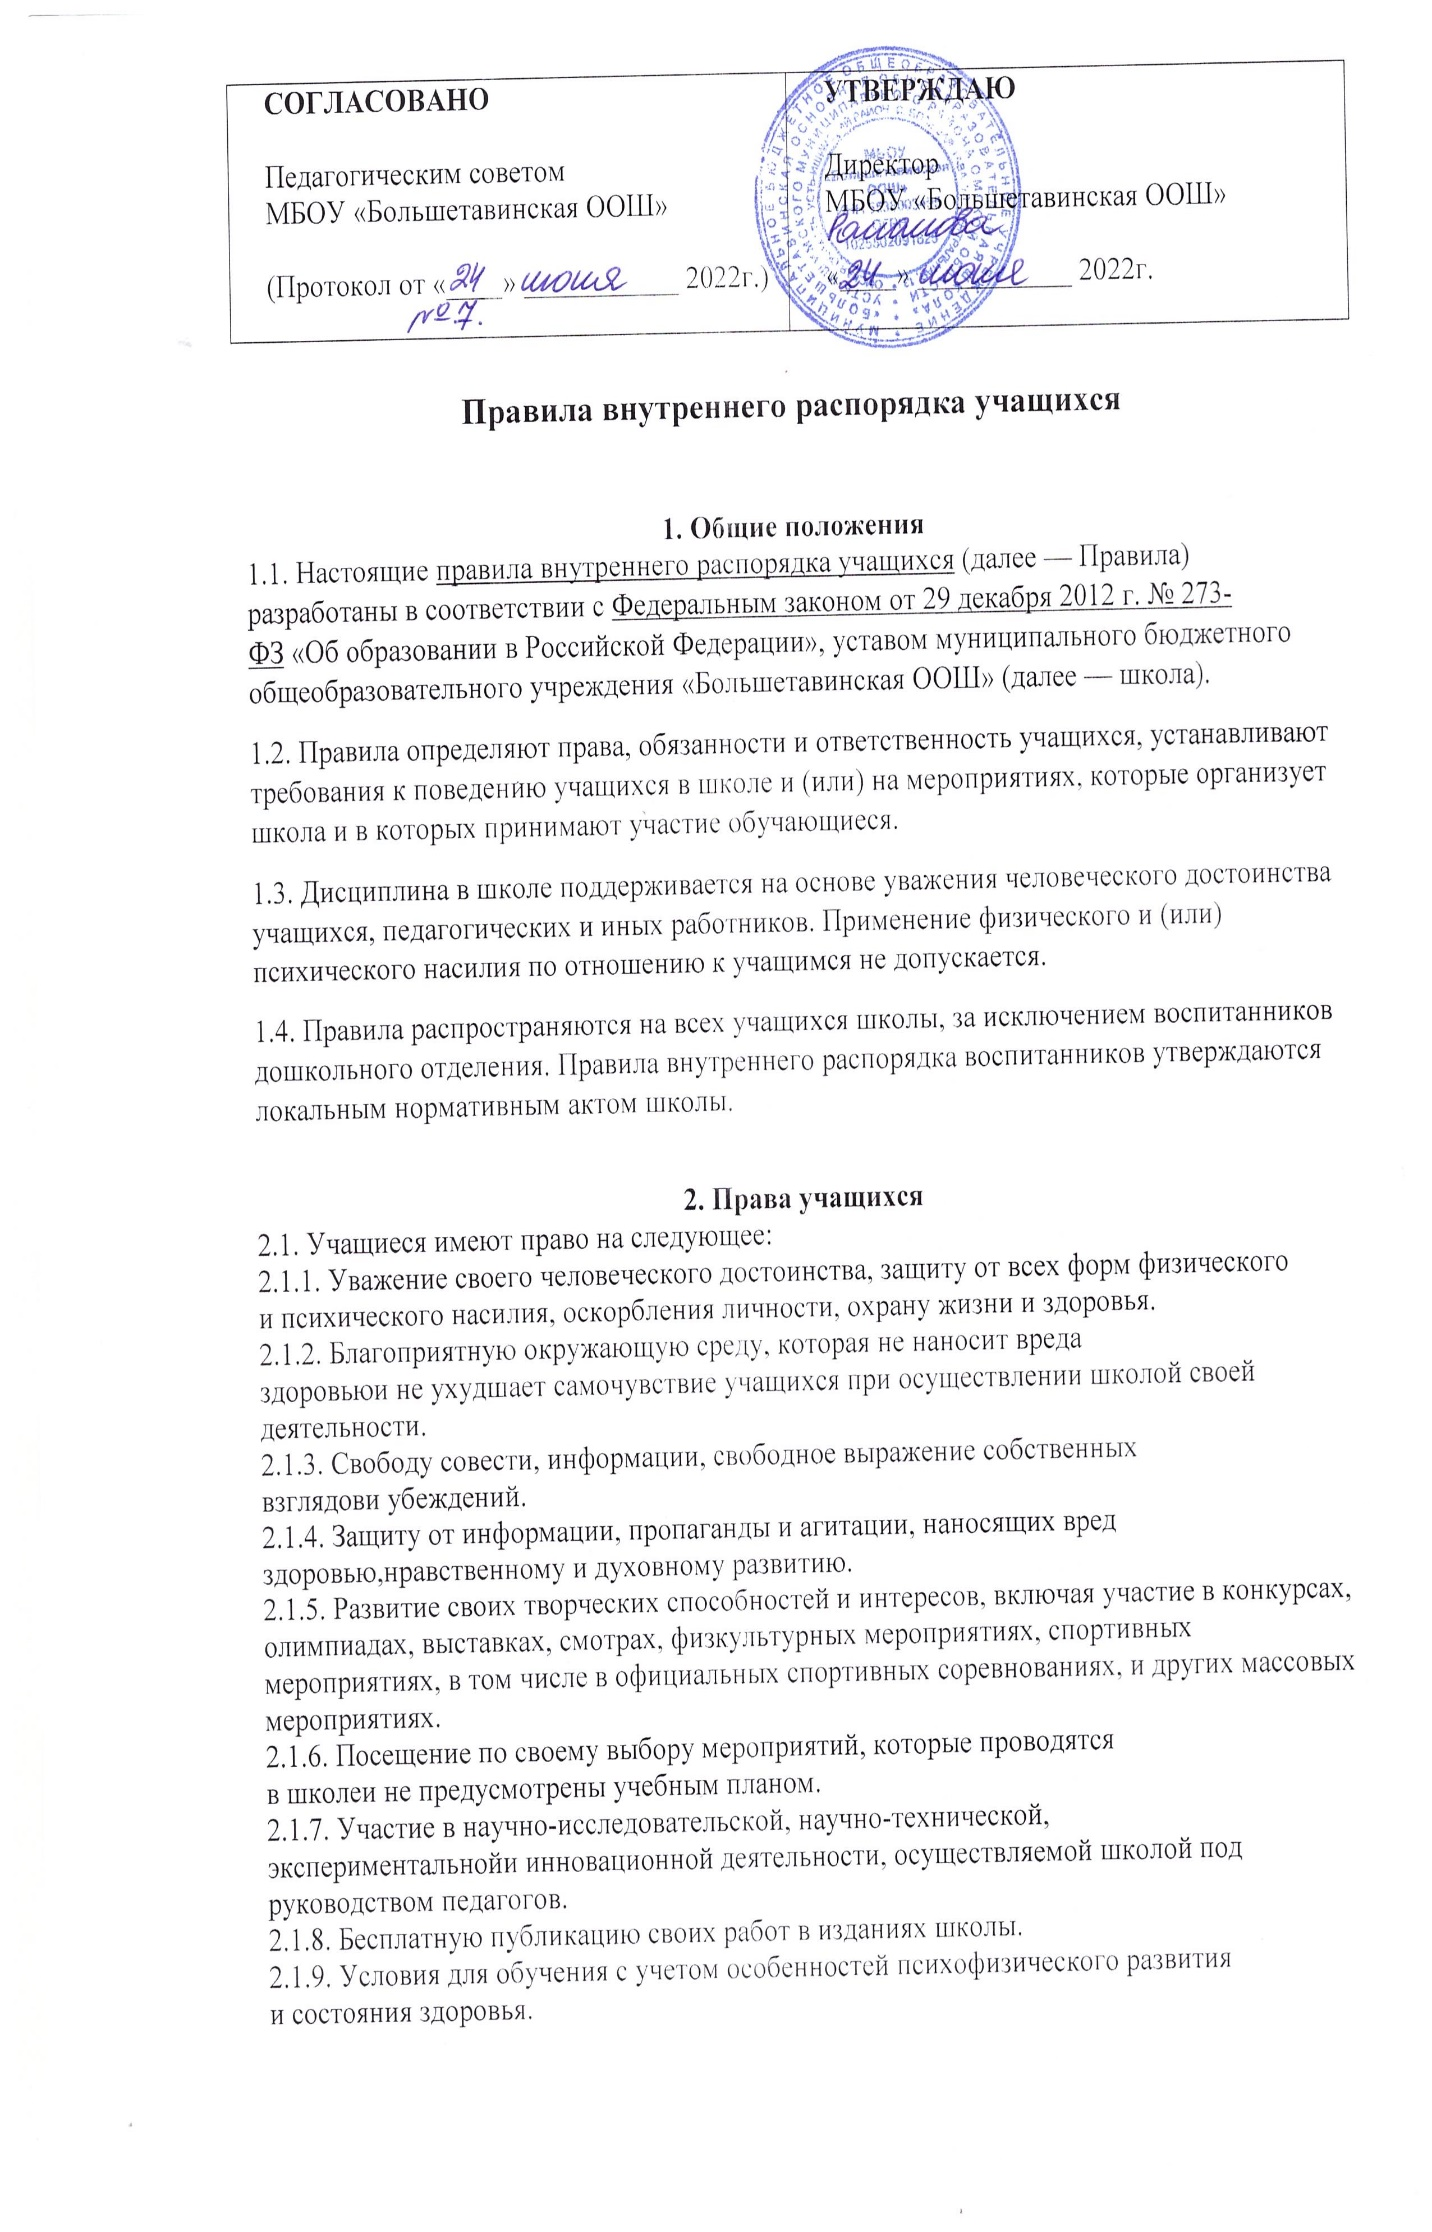 СОГЛАСОВАНО
Педагогическим советом
МБОУ «Большетавинская ООШ»
(Протокол от «24» июня 2022г.)
№ 7.
УТВЕРЖДАЮ
Директор
МБОУ «Большетавинская ООШ»
«24» июня 2022г.
МБОУ
ООШ»
Правила внутреннего распорядка учащихся
1. Общие положения
1.1. Настоящие правила внутреннего распорядка учащихся (далее — Правила)
разработаны в соответствии с Федеральным законом от 29 декабря 2012 г. № 273-
ФЗ «Об образовании в Российской Федерации», уставом муниципального бюджетного
общеобразовательного учреждения «Большетавинская ООШ» (далее — школа).
1.2. Правила определяют права, обязанности и ответственность учащихся, устанавливают
требования к поведению учащихся в школе и (или) на мероприятиях, которые организует
школа и в которых принимают участие обучающиеся.
1.3. Дисциплина в школе поддерживается на основе уважения человеческого достоинства
учащихся, педагогических и иных работников. Применение физического и (или)
психического насилия по отношению к учащимся не допускается.
1.4. Правила распространяются на всех учащихся школы, за исключением воспитанников
дошкольного отделения. Правила внутреннего распорядка воспитанников утверждаются
локальным нормативным актом школы.
2. Права учащихся
2.1. Учащиеся имеют право на следующее:
2.1.1. Уважение своего человеческого достоинства, защиту от всех форм физического
и психического насилия, оскорбления личности, охрану жизни и здоровья.
2.1.2. Благоприятную окружающую среду, которая не наносит вреда
здоровьюи не ухудшает самочувствие учащихся при осуществлении школой своей
деятельности.
2.1.3. Свободу совести, информации, свободное выражение собственных
взглядови убеждений.
2.1.4. Защиту от информации, пропаганды и агитации, наносящих вред
здоровью,нравственному и духовному развитию.
2.1.5. Развитие своих творческих способностей и интересов, включая участие в конкурсах,
олимпиадах, выставках, смотрах, физкультурных мероприятиях, спортивных
мероприятиях, в том числе в официальных спортивных соревнованиях, и других массовых
мероприятиях.
2.1.6. Посещение по своему выбору мероприятий, которые проводятся
в школеи не предусмотрены учебным планом.
2.1.7. Участие в научно-исследовательской, научно-технической,
экспериментальнойи инновационной деятельности, осуществляемой школой под
руководством педагогов.
2.1.8. Бесплатную публикацию своих работ в изданиях школы.
2.1.9. Условия для обучения с учетом особенностей психофизического развития
и состояния здоровья.